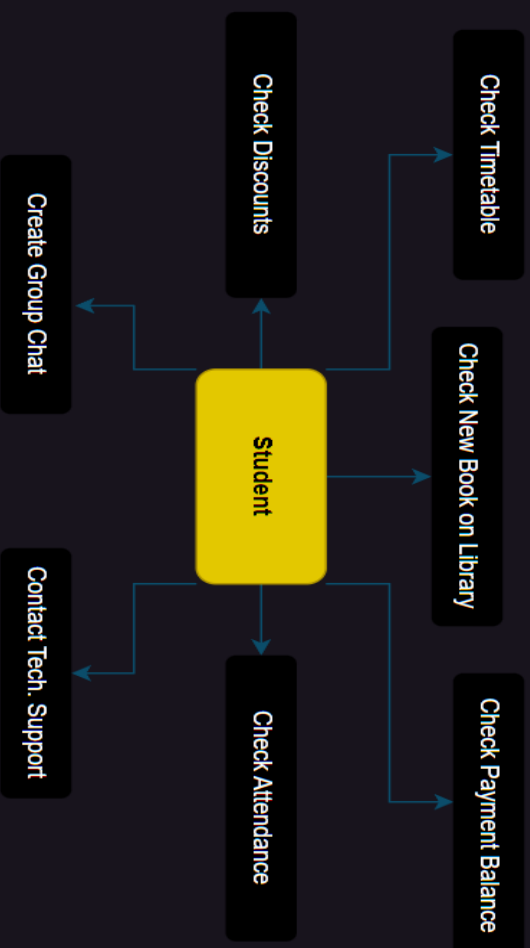 Check Timetable
Check New Book on Library
Check Payment Balance
Check Discounts
Student
Check Attendance
Create Group Chat
Contact Tech. Support